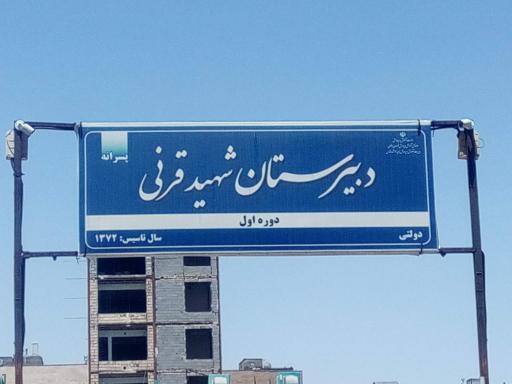 پسرانه
دبیرستان شهید قرنی
دوره اول
دولتی
سال تاسیس: ۱۳۷۲